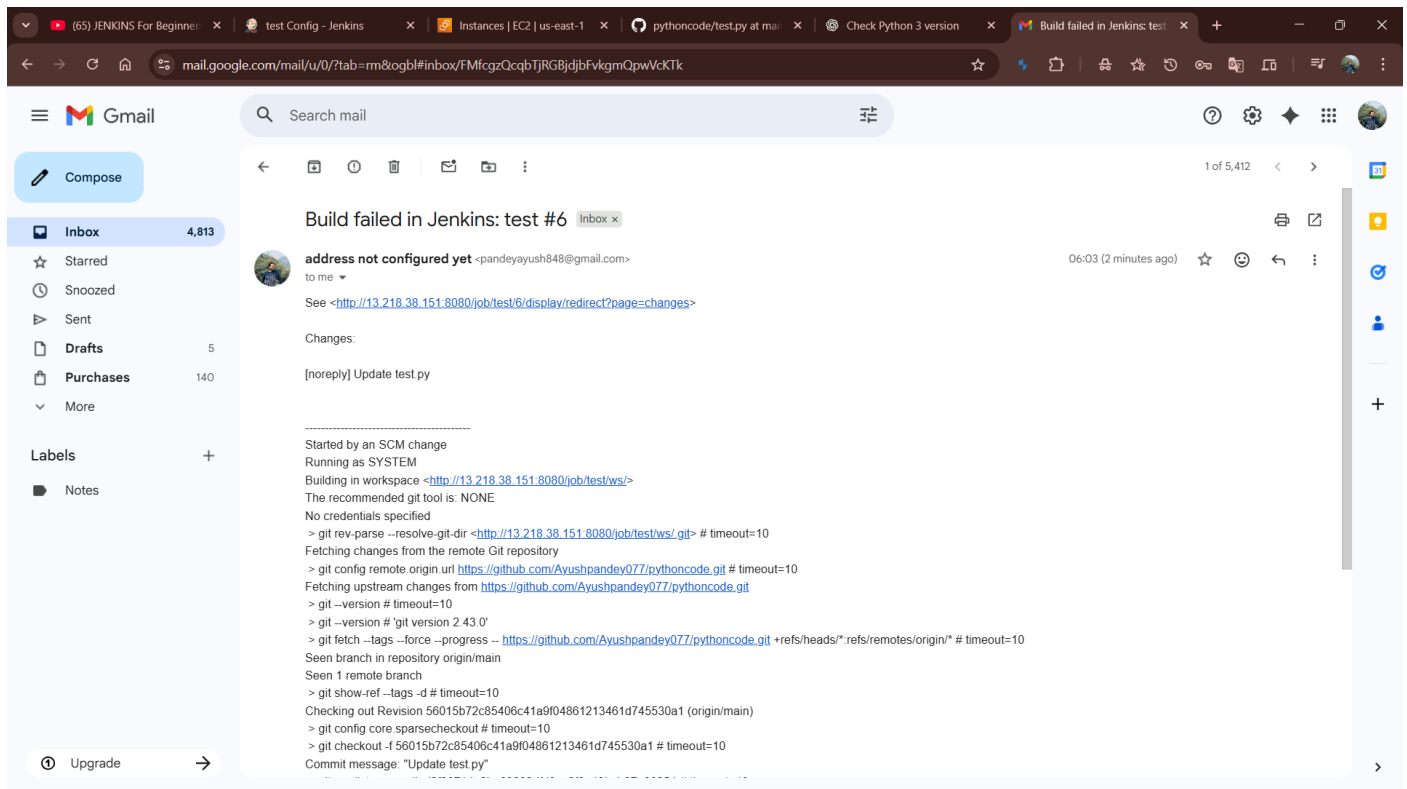 (65) JENKINS For Beginner
test Config - Jenkins
Instances | EC2 | us-east-1
pythoncode/test.py at mai
Check Python 3 version
Build failed in Jenkins: test
mail.google.com/mail/u/0/?tab=rm&ogbl#inbox/FMfcgzQcqbTjRGBjdjbFvkgmQpwVcKTk
Gmail
Search mail
Compose
1 of 5,412
31
Inbox 4,813
Starred
Snoozed
Sent
Drafts 5
Purchases 140
More
Labels
Notes
Upgrade
Build failed in Jenkins: test #6 Inbox ×
address not configured yet <pandeyayush848@gmail.com> 06:03 (2 minutes ago)
to me
See <http://13.218.38.151:8080/job/test/6/display/redirect?page=changes>
Changes:
[noreply] Update test.py
------------------------------------------
Started by an SCM change
Running as SYSTEM
Building in workspace <http://13.218.38.151:8080/job/test/ws/>
The recommended git tool is: NONE
No credentials specified
> git rev-parse --resolve-git-dir <http://13.218.38.151:8080/job/test/ws/.git> # timeout=10
Fetching changes from the remote Git repository
> git config remote.origin.url https://github.com/Ayushpandey077/pythoncode.git # timeout=10
Fetching upstream changes from https://github.com/Ayushpandey077/pythoncode.git
> git --version # timeout=10
> git --version # 'git version 2.43.0'
> git fetch --tags --force --progress -- https://github.com/Ayushpandey077/pythoncode.git +refs/heads/*:refs/remotes/origin/* # timeout=10
Seen branch in repository origin/main
Seen 1 remote branch
> git show-ref --tags -d # timeout=10
Checking out Revision 56015b72c85406c41a9f04861213461d745530a1 (origin/main)
> git config core.sparsecheckout # timeout=10
> git checkout -f 56015b72c85406c41a9f04861213461d745530a1 # timeout=10
Commit message: "Update test.py"